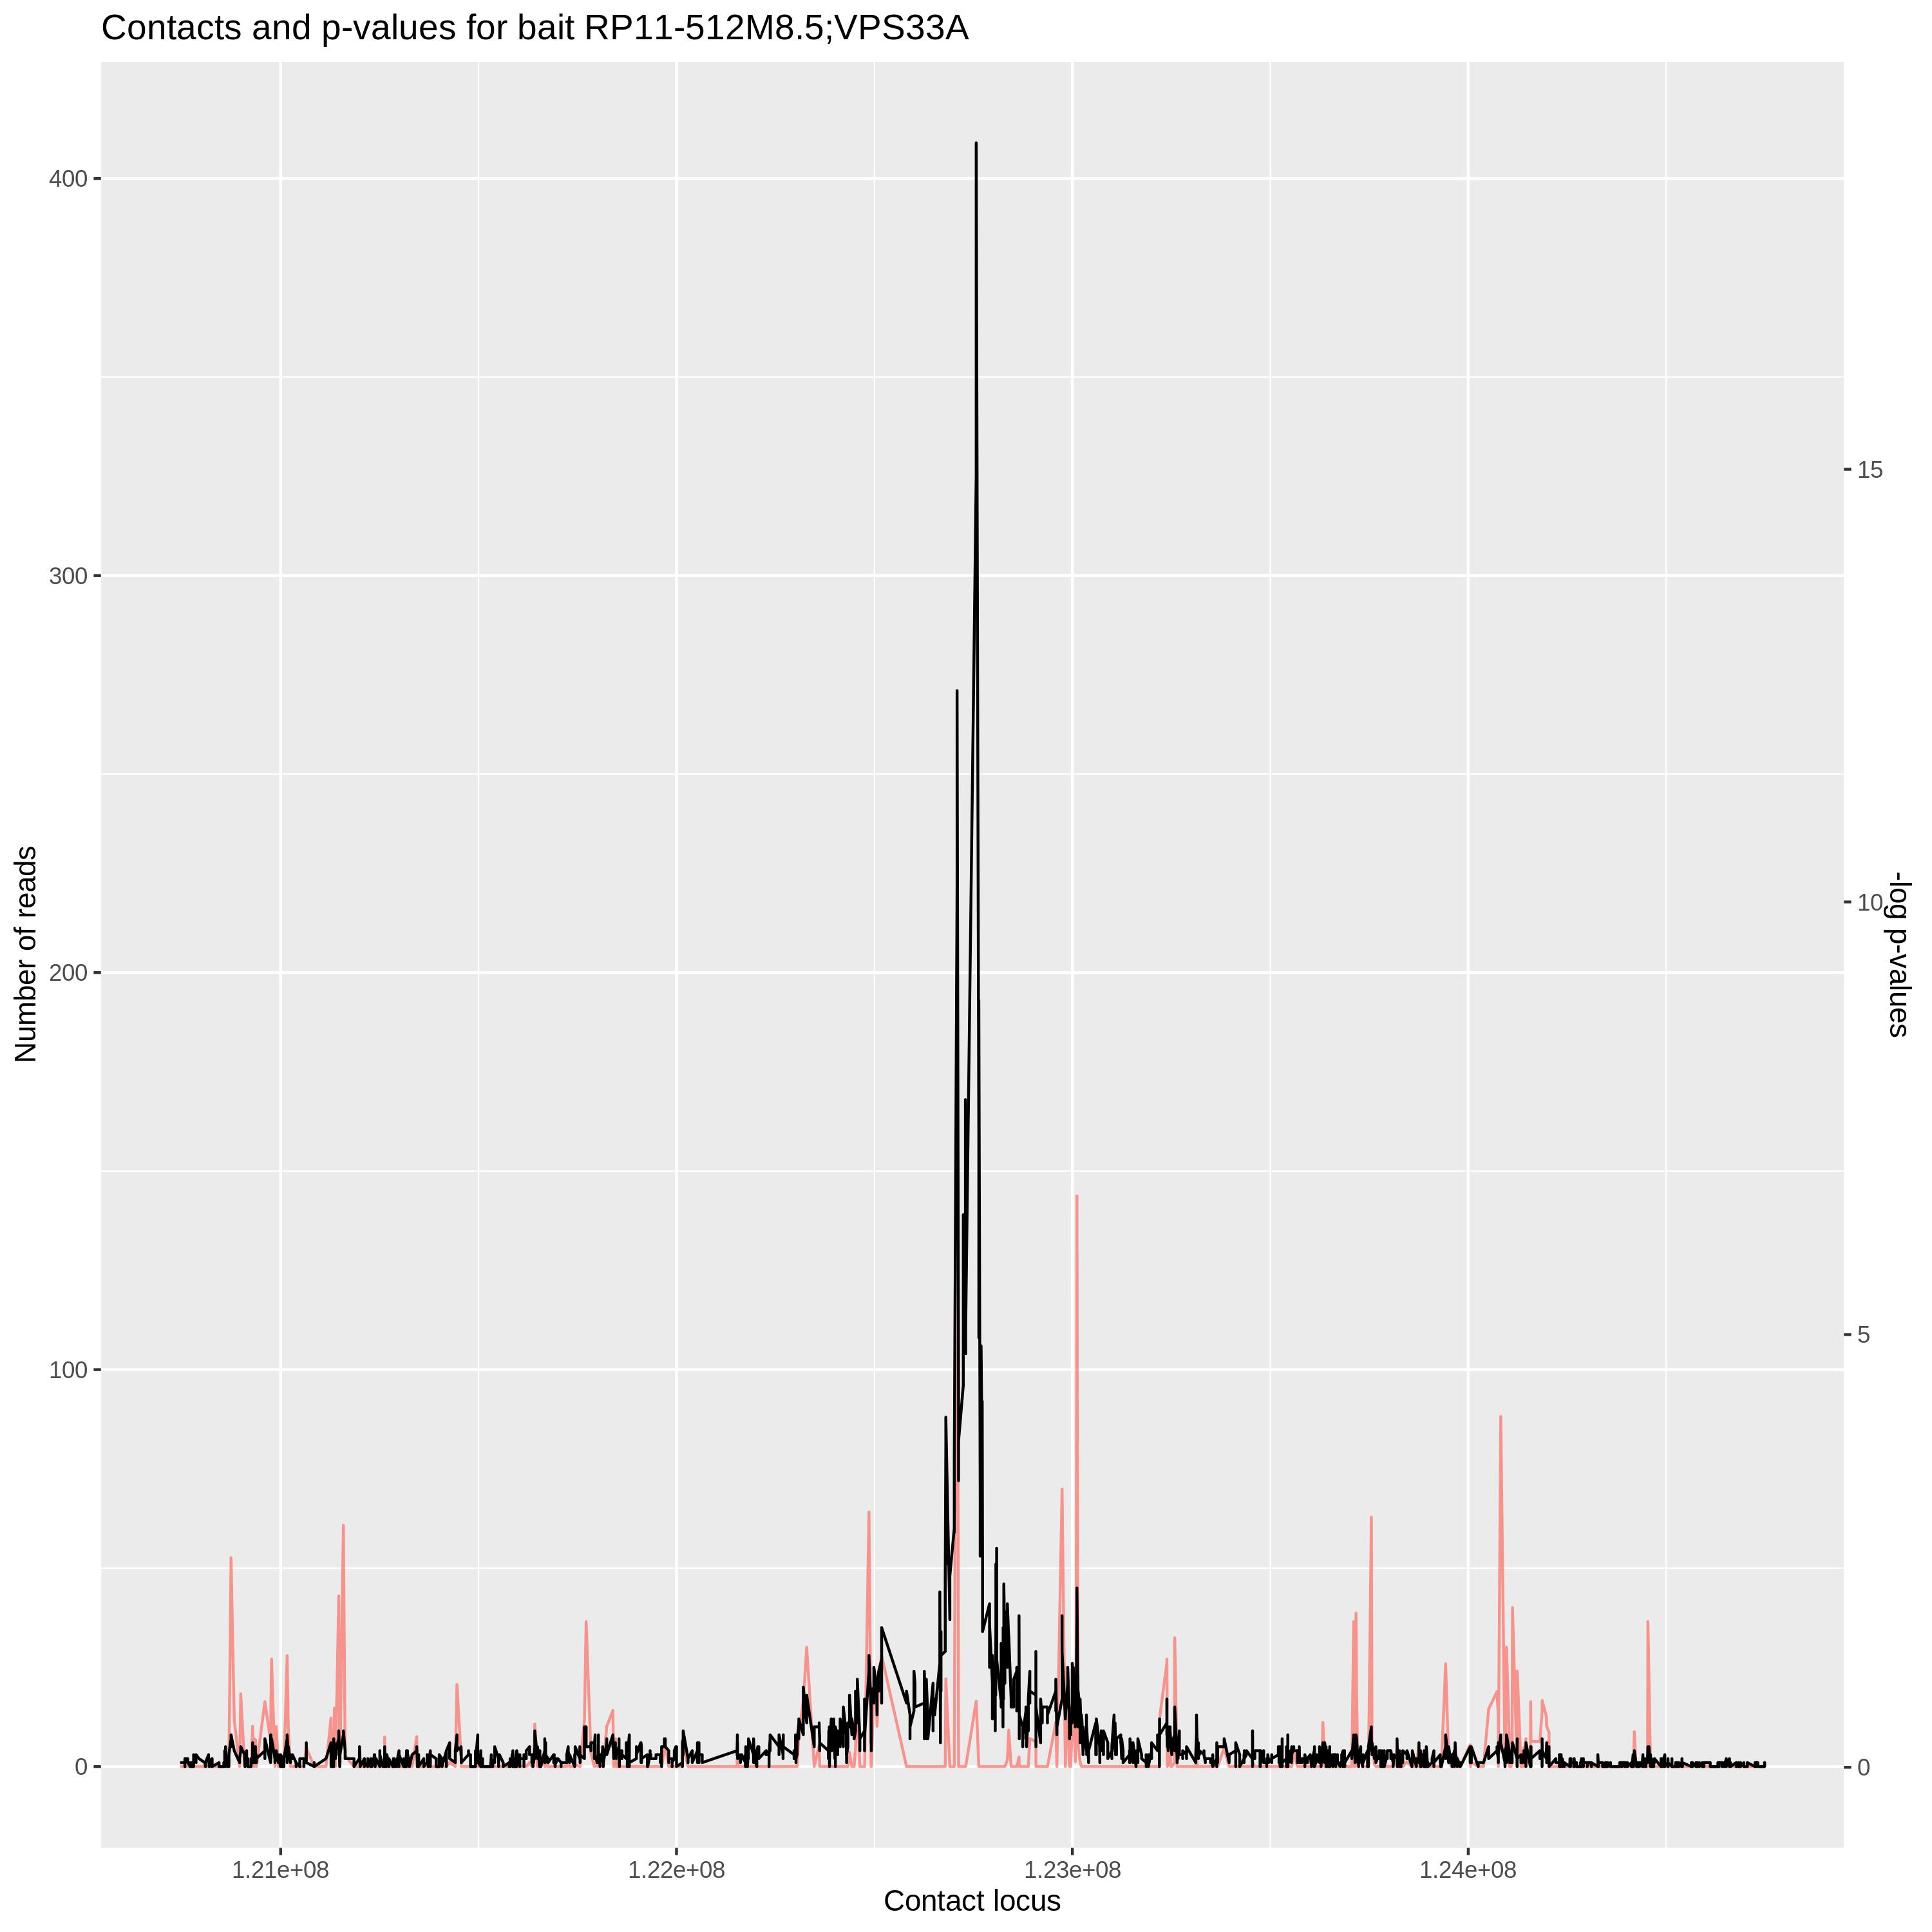 Contacts and p-values for bait RP11-512M8.5;VPS33A
400
300
200
100
0
Number of reads
15
10
5
0
-log p-values
1.21e+08
1.22e+08
1.23e+08
1.24e+08
Contact locus